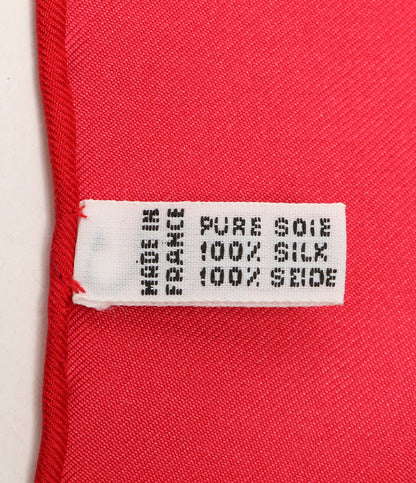 MADE IN
FRANCE
PURE SOIE
100% SILK
100% SEIDE